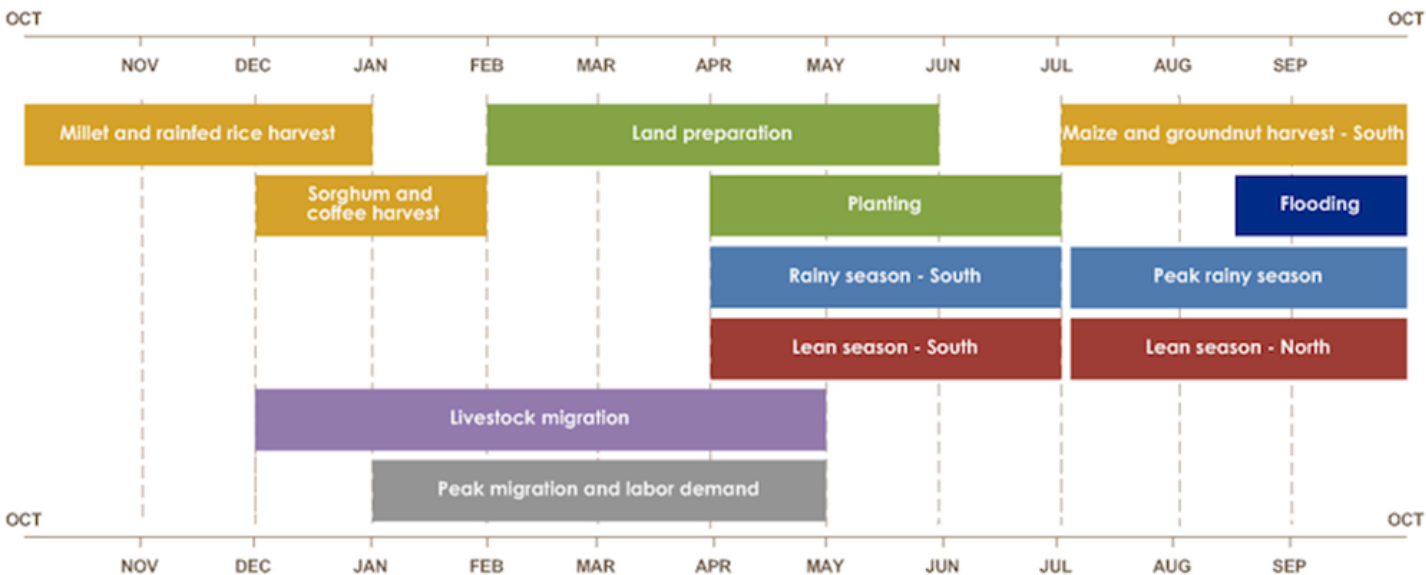 OCT OCT
NOV DEC JAN FEB MAR APR MAY JUN JUL AUG SEP
Millet and rainfed rice harvest
Land preparation
Maize and groundnut harvest - South
Sorghum and
coffee harvest
Planting
Flooding
Rainy season - South
Peak rainy season
Lean season - South
Lean season - North
Livestock migration
Peak migration and labor demand
OCT OCT
NOV DEC JAN FEB MAR APR MAY JUN JUL AUG SEP